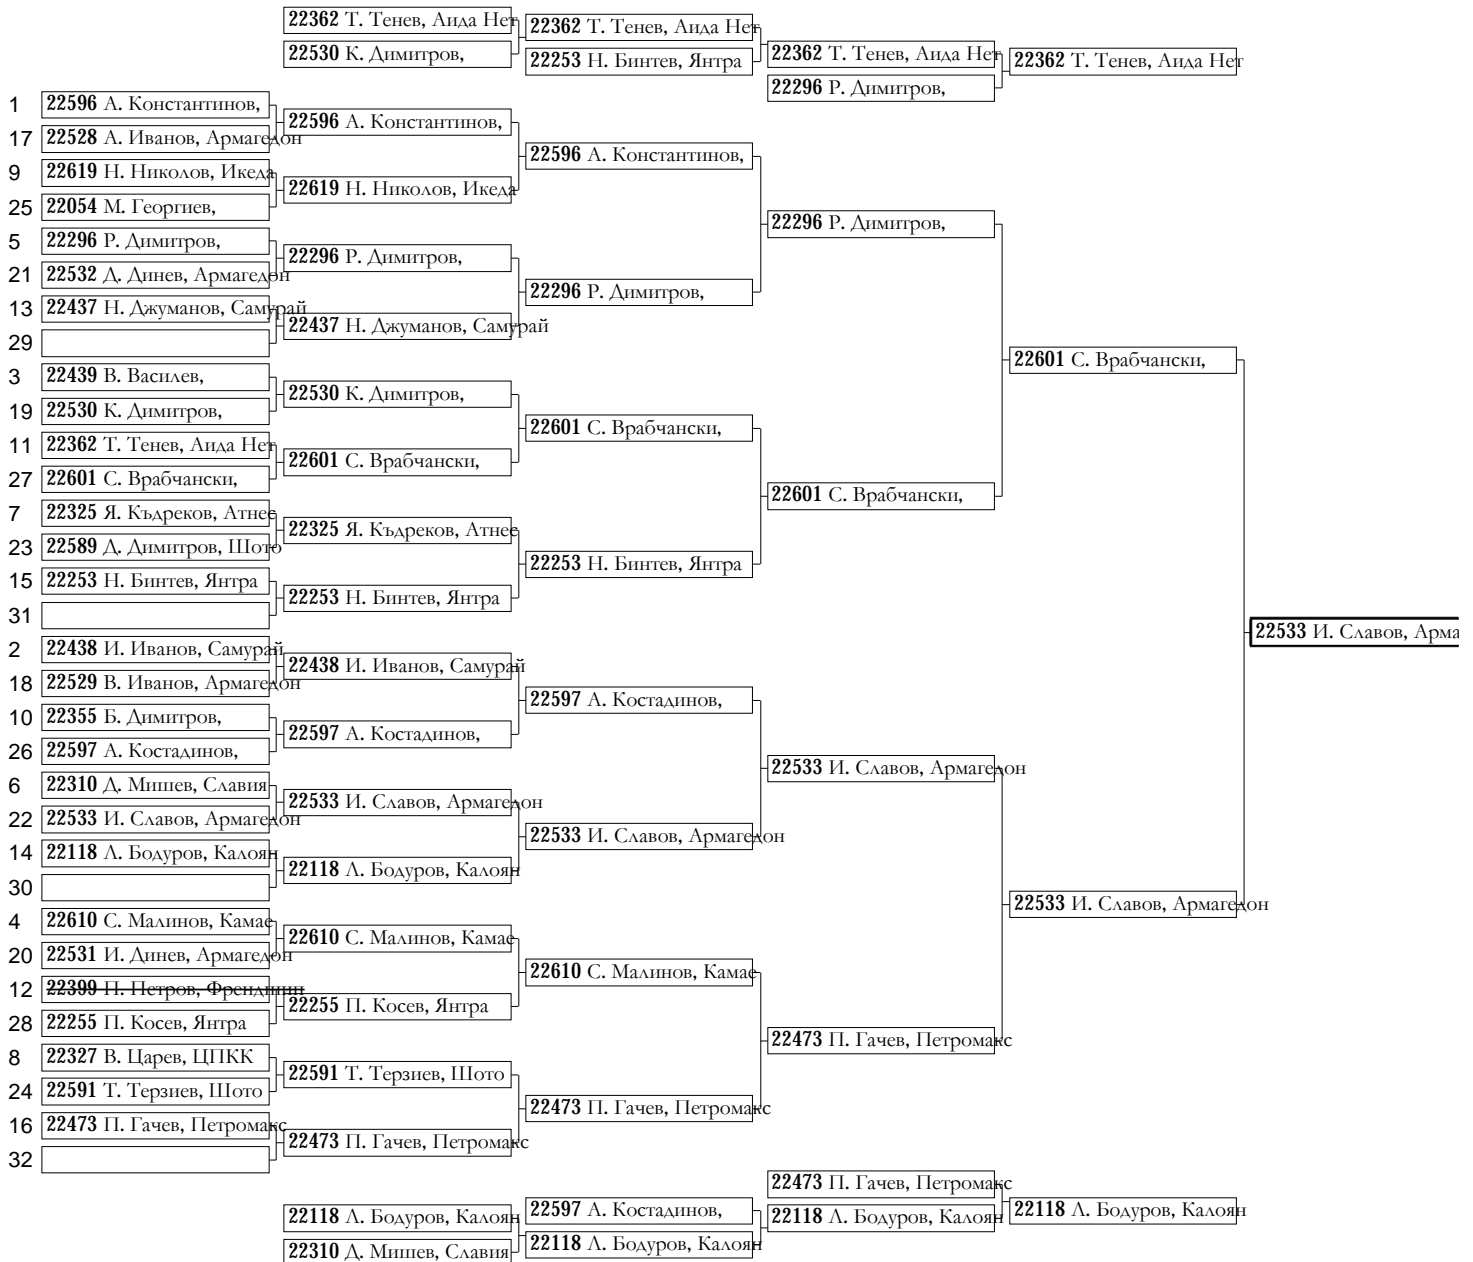 22362 Т. Тенев, Аида Нет
22530 К. Димитров,
22362 Т. Тенев, Аида Нет
22253 Н. Бинтев, Янтра
22362 Т. Тенев, Аида Нет
22296 Р. Димитров,
22362 Т. Тенев, Аида Нет
1 22596 А. Константинов,
17 22528 А. Иванов, Армагедон
9 22619 Н. Николов, Икеда
25 22054 М. Георгиев,
5 22296 Р. Димитров,
21 22532 Д. Динев, Армагедон
13 22437 Н. Джуманов, Самурай
29
3 22439 В. Василев,
19 22530 К. Димитров,
11 22362 Т. Тенев, Аида Нет
27 22601 С. Врабчански,
7 22325 Я. Къдреков, Атнее
23 22589 Д. Димитров, Шото
15 22253 Н. Бинтев, Янтра
31
2 22438 И. Иванов, Самурай
18 22529 В. Иванов, Армагедон
10 22355 Б. Димитров,
26 22597 А. Костадинов,
6 22310 Д. Мишев, Славия
22 22533 И. Славов, Армагедон
14 22118 Л. Бодуров, Калоян
30
4 22610 С. Малинов, Камае
20 22531 И. Динев, Армагедон
12 22399 П. Петров, Френдшип
28 22255 П. Косев, Янтра
8 22327 В. Царев, ЦПКК
24 22591 Т. Терзиев, Шото
16 22473 П. Гачев, Петромакс
32
22596 А. Константинов,
22619 Н. Николов, Икеда
22296 Р. Димитров,
22437 Н. Джуманов, Самурай
22530 К. Димитров,
22601 С. Врабчански,
22325 Я. Къдреков, Атнее
22253 Н. Бинтев, Янтра
22438 И. Иванов, Самурай
22597 А. Костадинов,
22533 И. Славов, Армагедон
22118 Л. Бодуров, Калоян
22610 С. Малинов, Камае
22255 П. Косев, Янтра
22591 Т. Терзиев, Шото
22473 П. Гачев, Петромакс
22596 А. Константинов,
22296 Р. Димитров,
22601 С. Врабчански,
22253 Н. Бинтев, Янтра
22597 А. Костадинов,
22533 И. Славов, Армагедон
22610 С. Малинов, Камае
22473 П. Гачев, Петромакс
22296 Р. Димитров,
22601 С. Врабчански,
22533 И. Славов, Армагедон
22473 П. Гачев, Петромакс
22601 С. Врабчански,
22533 И. Славов, Армагедон
22533 И. Славов, Арма
22118 Л. Бодуров, Калоян
22310 Д. Мишев, Славия
22597 А. Костадинов,
22118 Л. Бодуров, Калоян
22473 П. Гачев, Петромакс
22118 Л. Бодуров, Калоян
22118 Л. Бодуров, Калоян